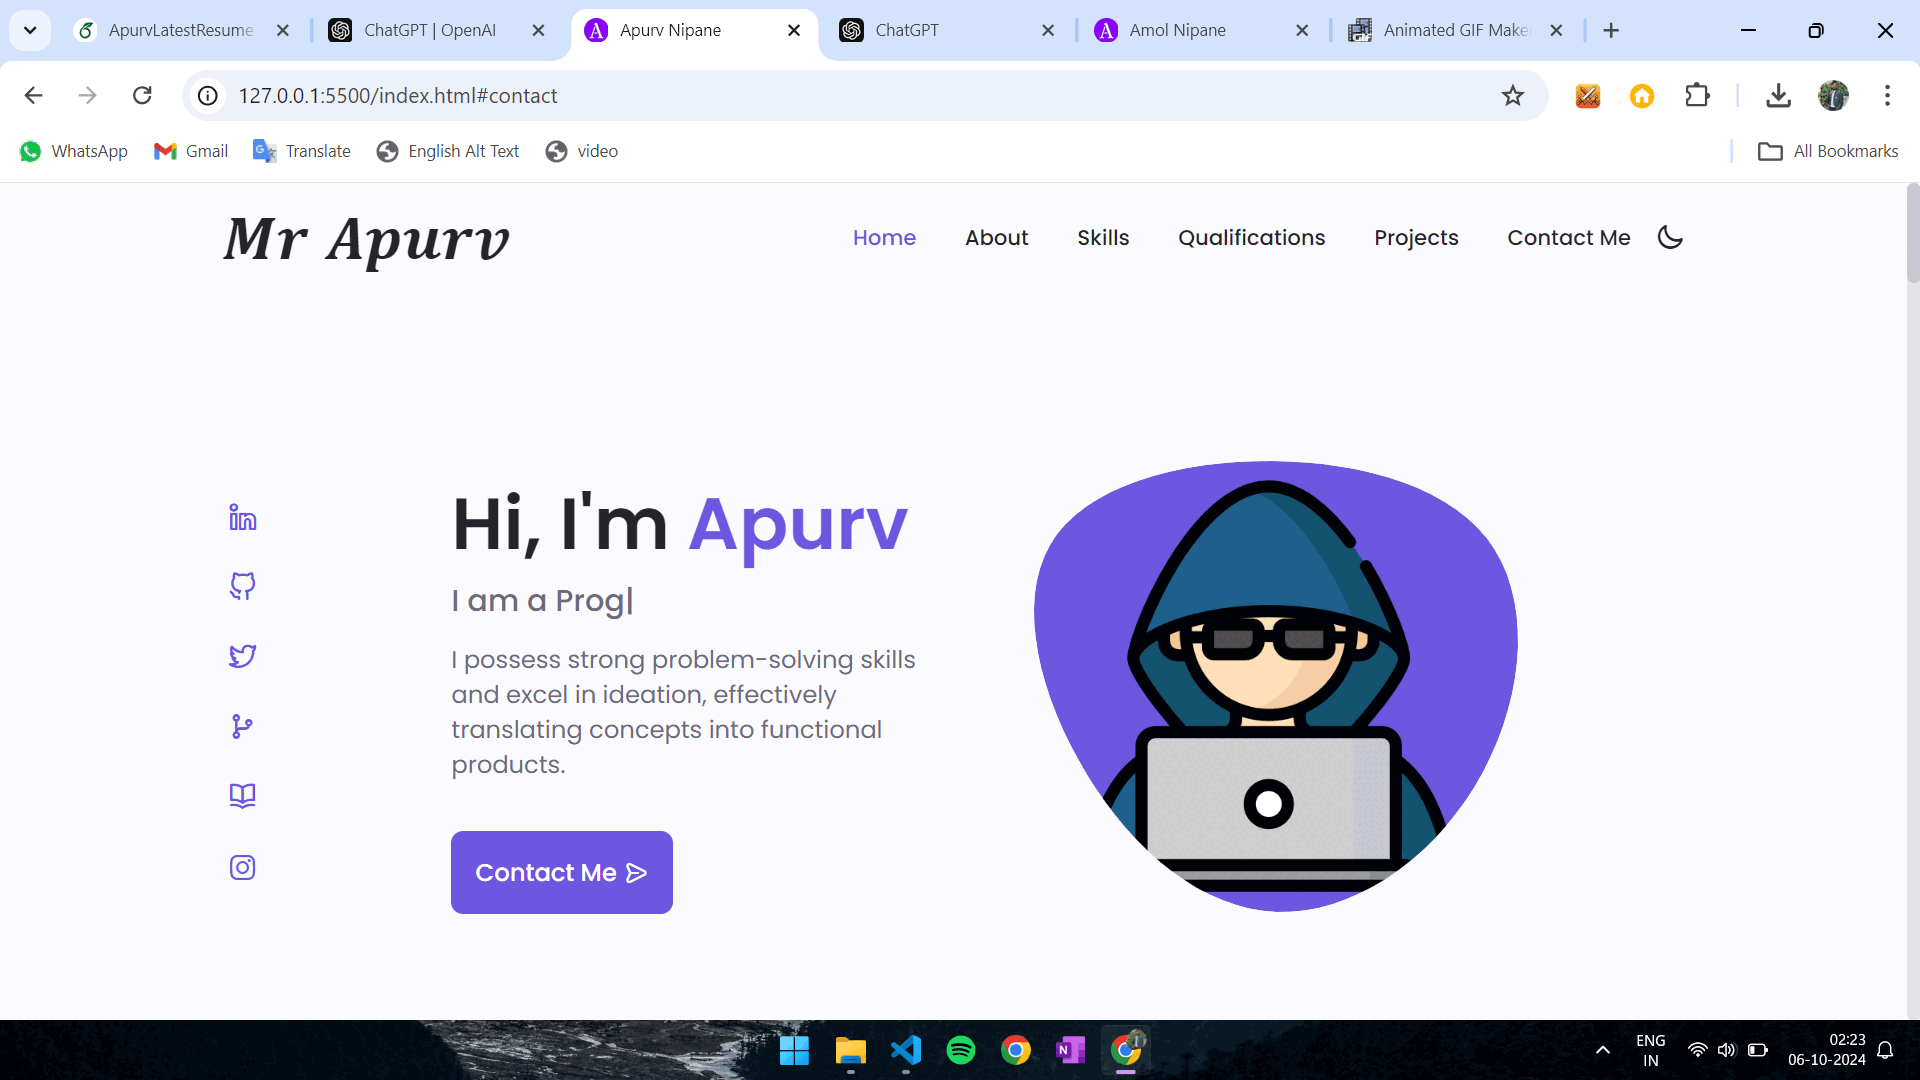 ApurvLatestResume
ChatGPT | OpenAI
Apurv Nipane
ChatGPT
Amol Nipane
Animated GIF Make
127.0.0.1:5500/index.html#contact
WhatsApp
Gmail
Translate
English Alt Text
video
All Bookmarks
Mr Apurv
Home
About
Skills
Qualifications
Projects
Contact Me
Hi, I'm Apurv
I am a Prog|
I possess strong problem-solving skills
and excel in ideation, effectively
translating concepts into functional
products.
Contact Me
ENG
IN
02:23
06-10-2024